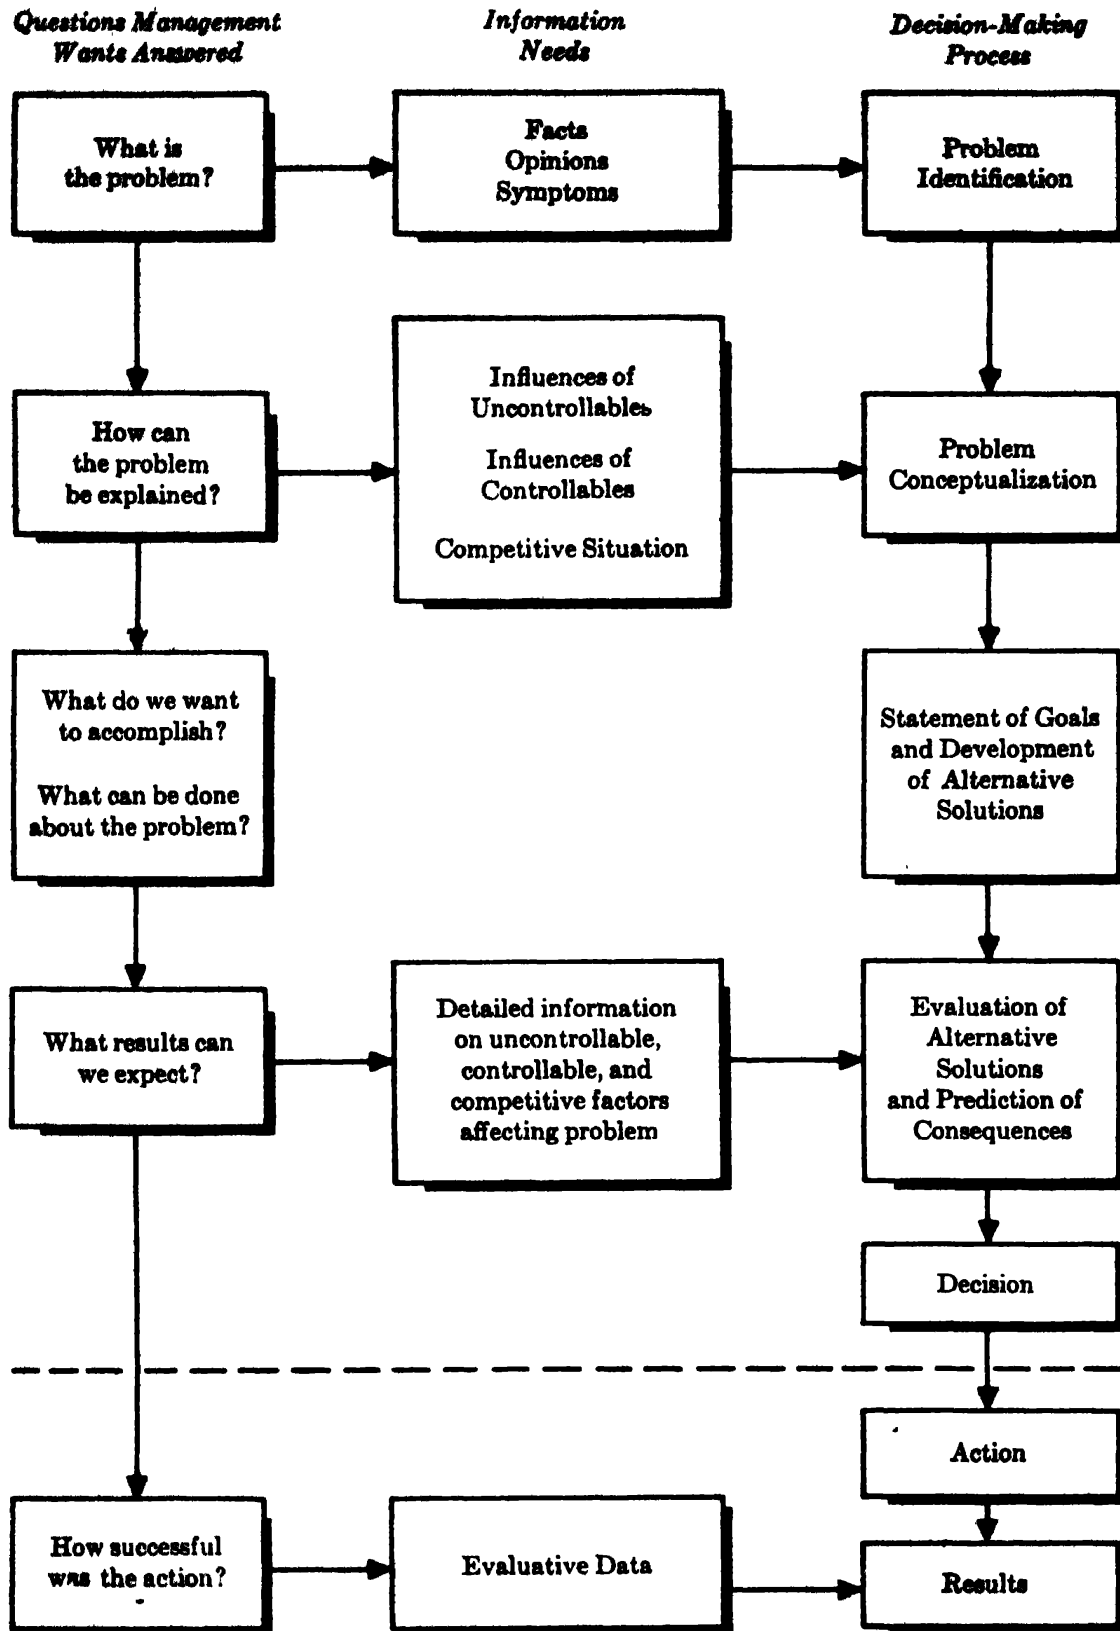 Questions Management
Wants Answered
Information
Needs
Decision-Making
Process
What is
the problem?
Facts
Opinions
Symptoms
Problem
Identification
How can
the problem
be explained?
Influences of
Uncontrollables
Influences of
Controllables
Competitive Situation
Problem
Conceptualization
What do we want
to accomplish?
What can be done
about the problem?
Statement of Goals
and Development
of Alternative
Solutions
What results can
we expect?
Detailed information
on uncontrollable,
controllable, and
competitive factors
affecting problem
Evaluation of
Alternative
Solutions
and Prediction of
Consequences
Decision
Action
How successful
was the action?
Evaluative Data
Results